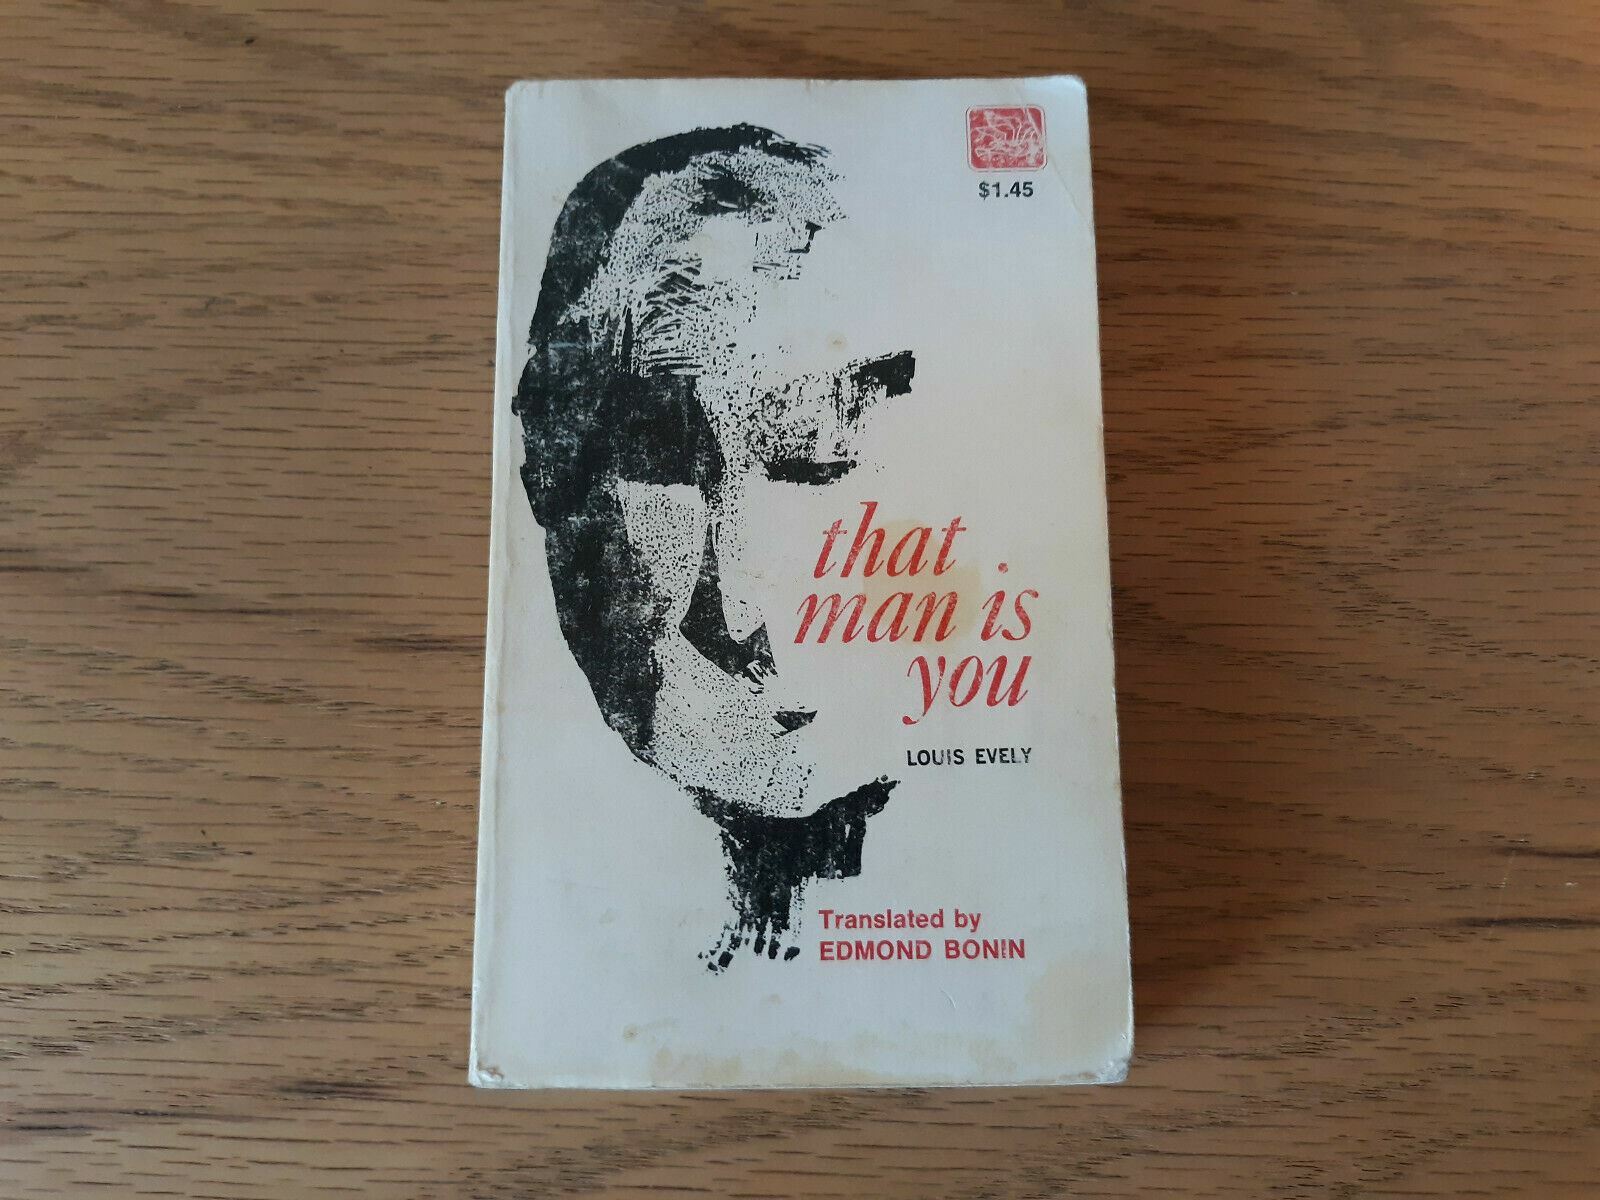 $1.45
that
man is
you
LOUIS EVELY
Translated by
EDMOND BONIN